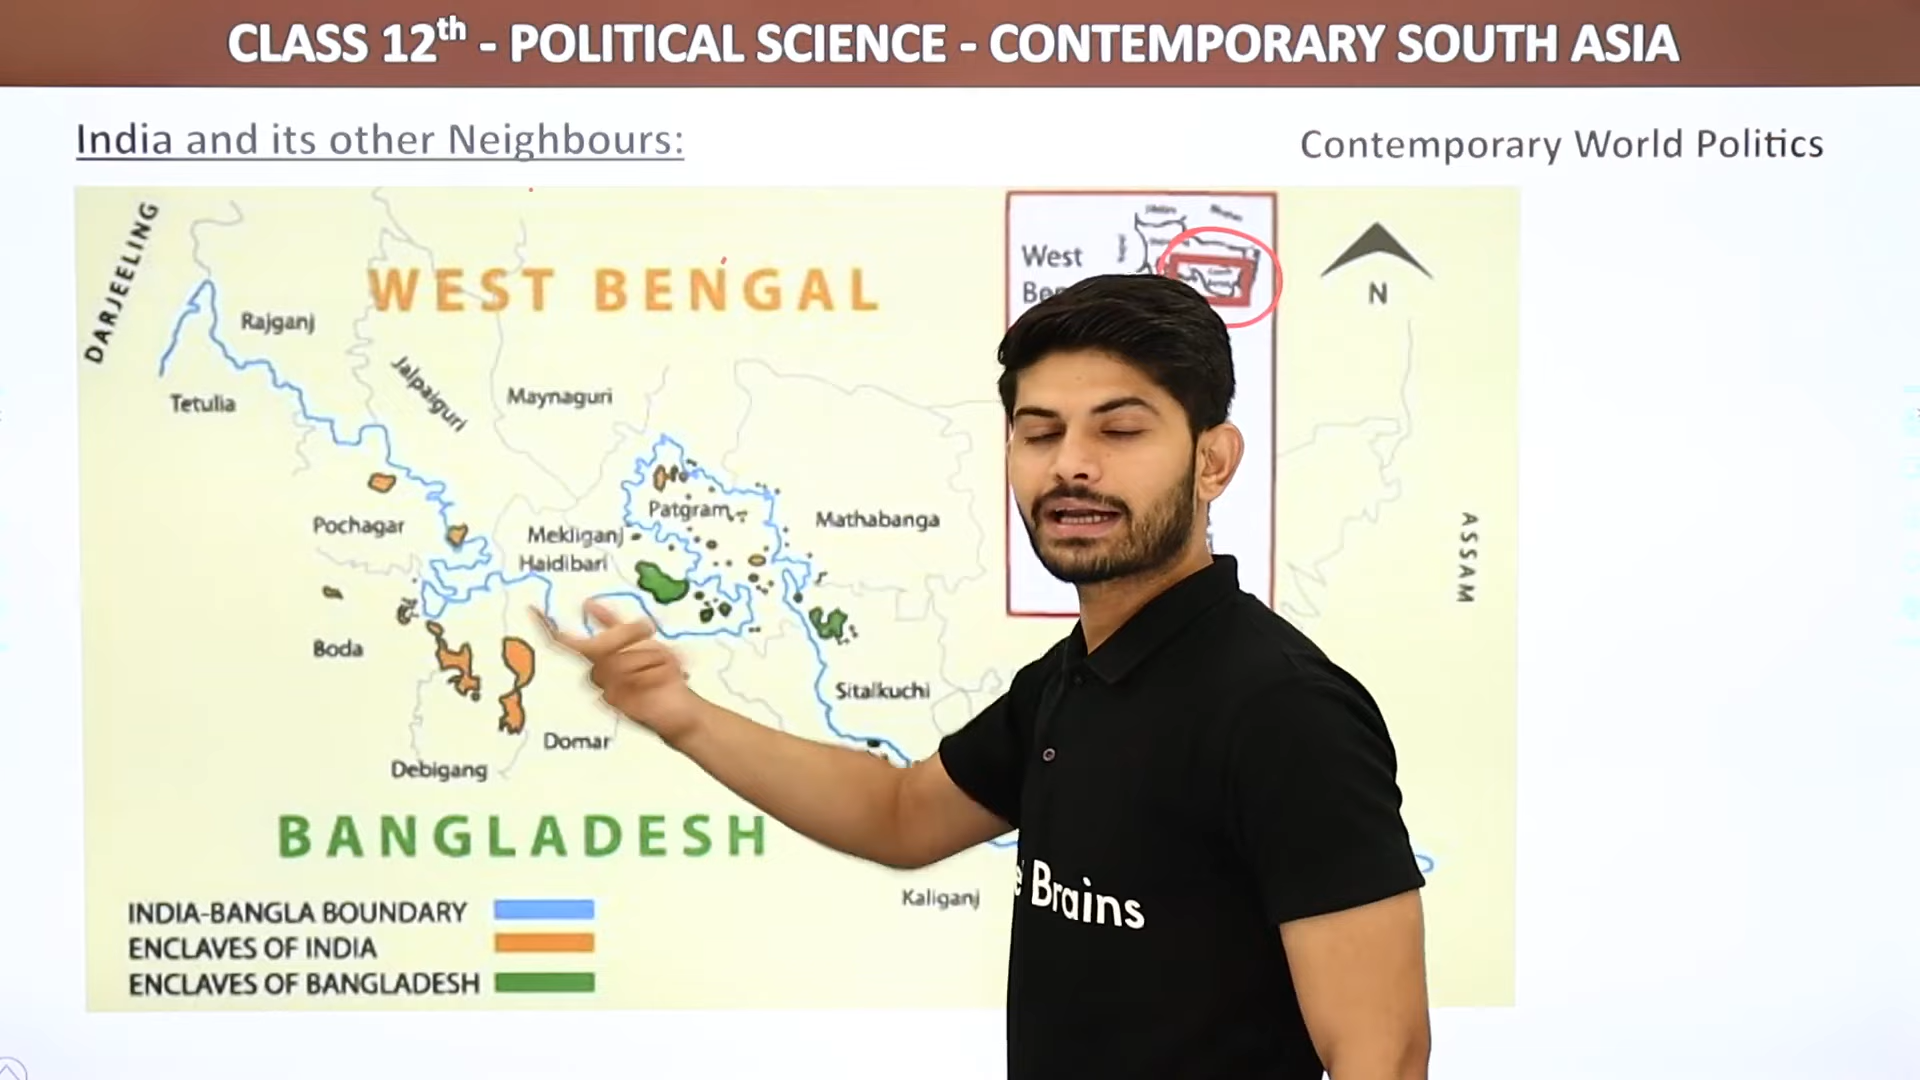 CLASS 12th - POLITICAL SCIENCE - CONTEMPORARY SOUTH ASIA
India and its other Neighbours:
Contemporary World Politics
DARJEELING
WEST BENGAL
West
N
Rajganj
Tetulia
Jalpaiguri
Maynaguri
Pochagar
Mekliganj
Haidibari
Patgram
Mathabanga
ASSAM
Boda
Sitalkuchi
Domar
Debigang
BANGLADESH
Kaliganj
INDIA-BANGLA BOUNDARY
ENCLAVES OF INDIA
ENCLAVES OF BANGLADESH
Brains